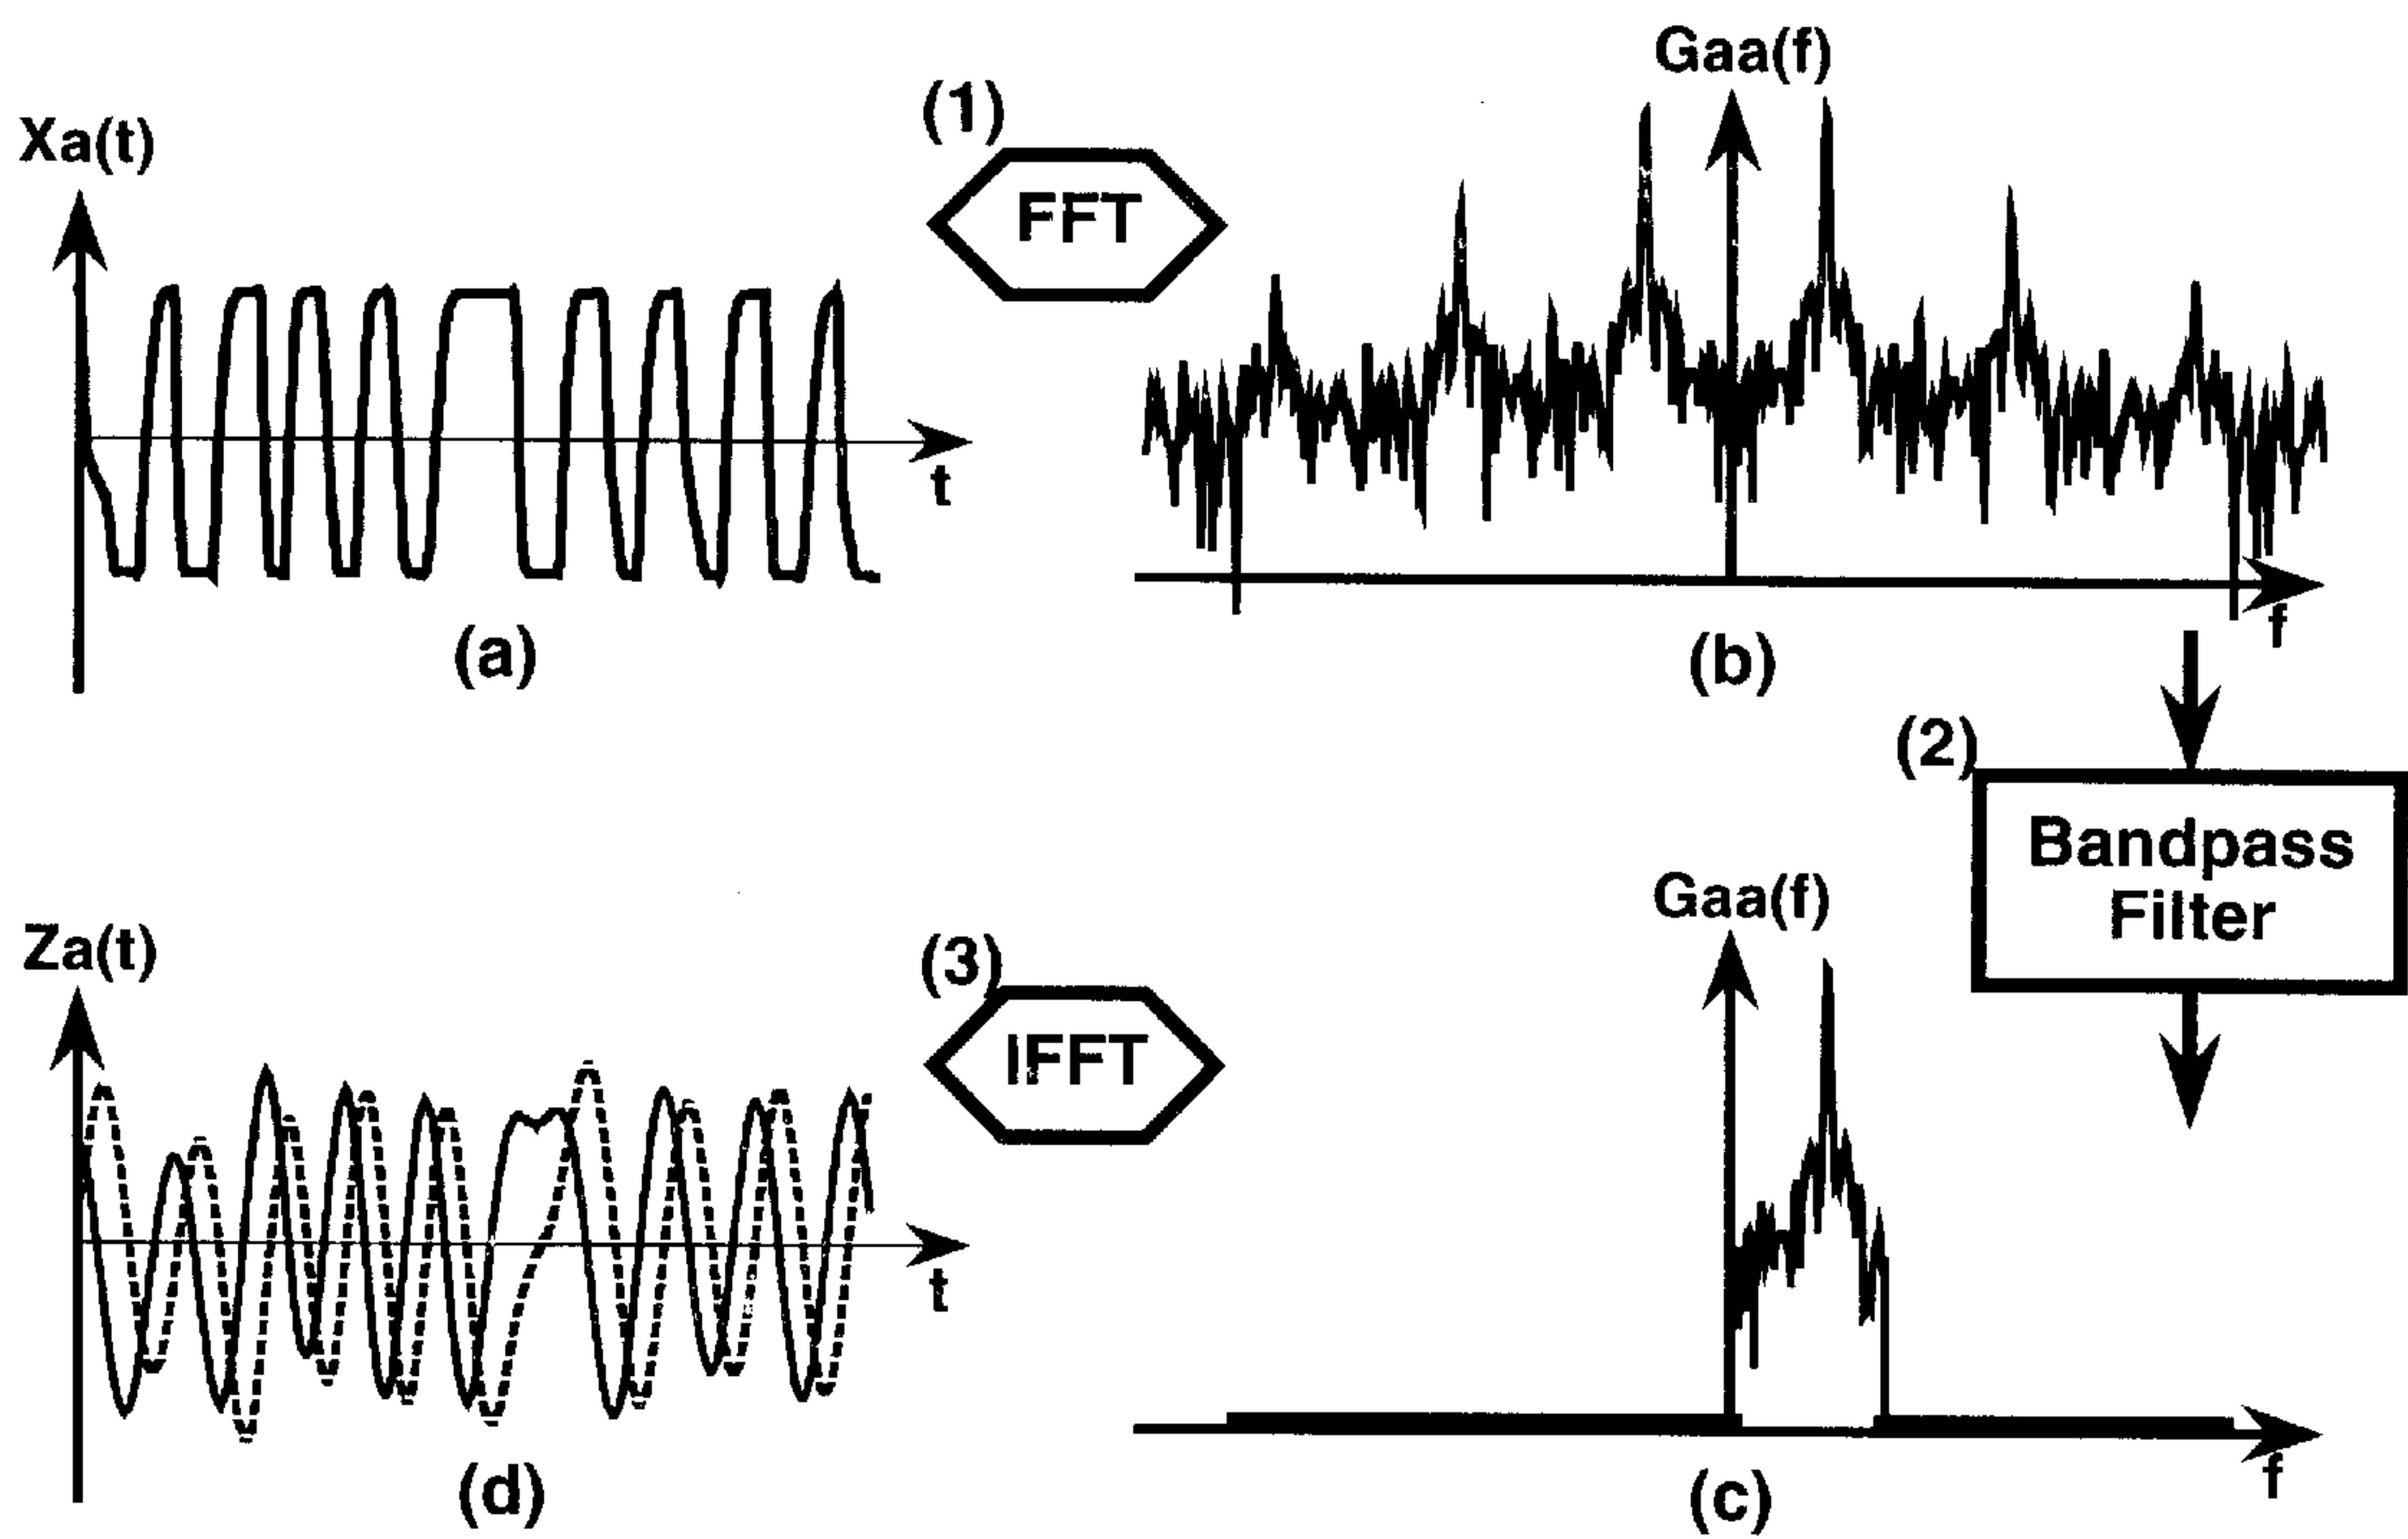 Xa(t)
t
(a)
(1)
FFT
Gaa(f)
f
(b)
(2)
Bandpass
Filter
Gaa(f)
f
(c)
(3)
IFFT
Za(t)
t
(d)